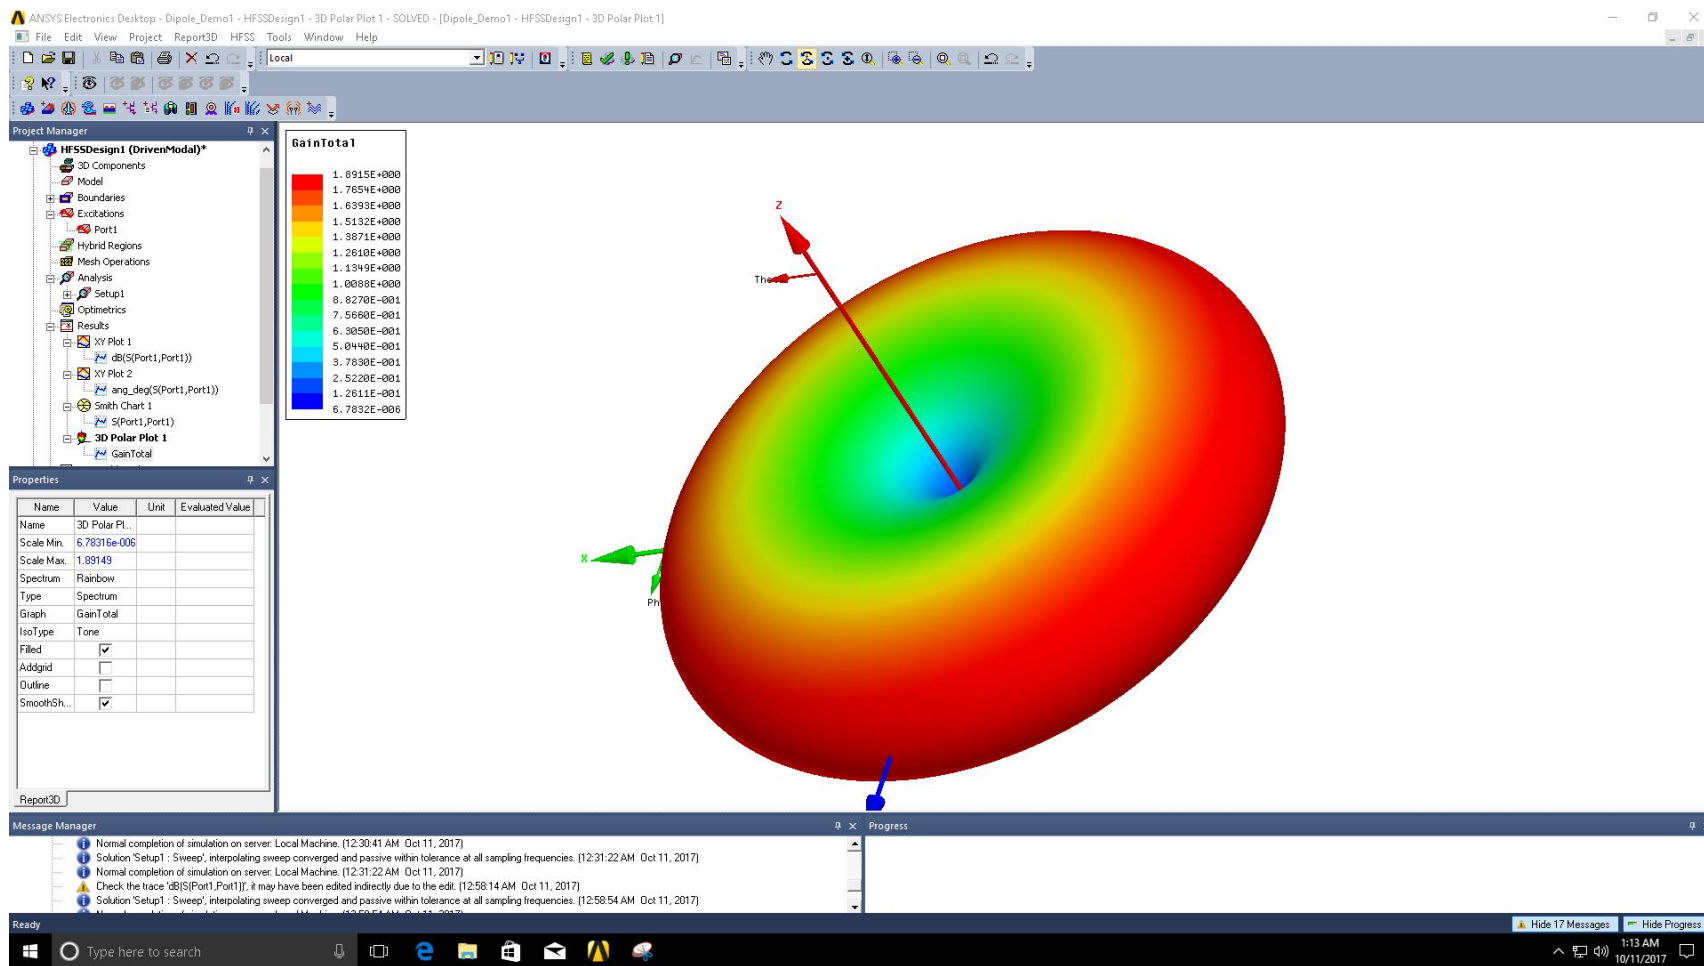 ANSYS Electronics Desktop - Dipole_Demo1 - HFSSDesign1 - 3D Polar Plot 1 - SOLVED - [Dipole_Demo1 - HFSSDesign1 - 3D Polar Plot 1]
File Edit View Project Report3D HFSS Tools Window Help
Local
Project Manager
HFSSDesign1 (DrivenModal)*
3D Components
Model
Boundaries
Excitations
Port1
Hybrid Regions
Mesh Operations
Analysis
Setup1
Optimetrics
Results
XY Plot 1
dB(S(Port1,Port1))
XY Plot 2
ang_deg(S(Port1,Port1))
Smith Chart 1
S(Port1,Port1)
3D Polar Plot 1
GainTotal
Properties
Name Value Unit Evaluated Value
Name 3D Polar Pl...
Scale Min. 6.78316e-006
Scale Max. 1.89149
Spectrum Rainbow
Type Spectrum
Graph GainTotal
IsoType Tone
Filled
Addgrid
Outline
SmoothSh...
Report3D
GainTotal
1.8915E+000
1.7654E+000
1.6393E+000
1.5132E+000
1.3871E+000
1.2610E+000
1.1349E+000
1.0088E+000
8.8270E-001
7.5660E-001
6.3050E-001
5.0440E-001
3.7830E-001
2.5220E-001
1.2611E-001
6.7832E-006
Z
The
X
Ph
Message Manager
Normal completion of simulation on server: Local Machine. (12:30:41 AM Oct 11, 2017)
Solution 'Setup1 : Sweep', interpolating sweep converged and passive within tolerance at all sampling frequencies. (12:31:22 AM Oct 11, 2017)
Normal completion of simulation on server: Local Machine. (12:31:22 AM Oct 11, 2017)
Check the trace 'dB(S(Port1,Port1))', it may have been edited indirectly due to the edit. (12:58:14 AM Oct 11, 2017)
Solution 'Setup1 : Sweep', interpolating sweep converged and passive within tolerance at all sampling frequencies. (12:58:54 AM Oct 11, 2017)
Progress
Ready
Hide 17 Messages
Hide Progress
Type here to search
1:13 AM
10/11/2017